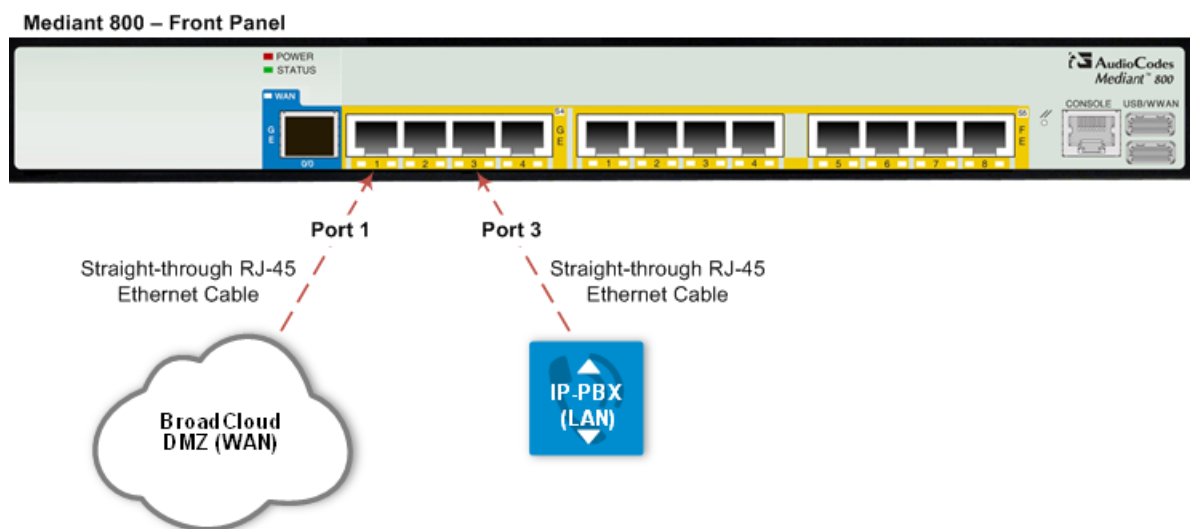 Mediant 800 – Front Panel
POWER
STATUS
WAN
GE
0/0
1 2 3 4
S4
GE
1 2 3 4
5 6 7 8
S5
FE
AudioCodes
Mediant™ 800
CONSOLE USB/WWAN
Port 1 Port 3
Straight-through RJ-45
Ethernet Cable
Straight-through RJ-45
Ethernet Cable
BroadCloud
DMZ (WAN)
IP-PBX
(LAN)